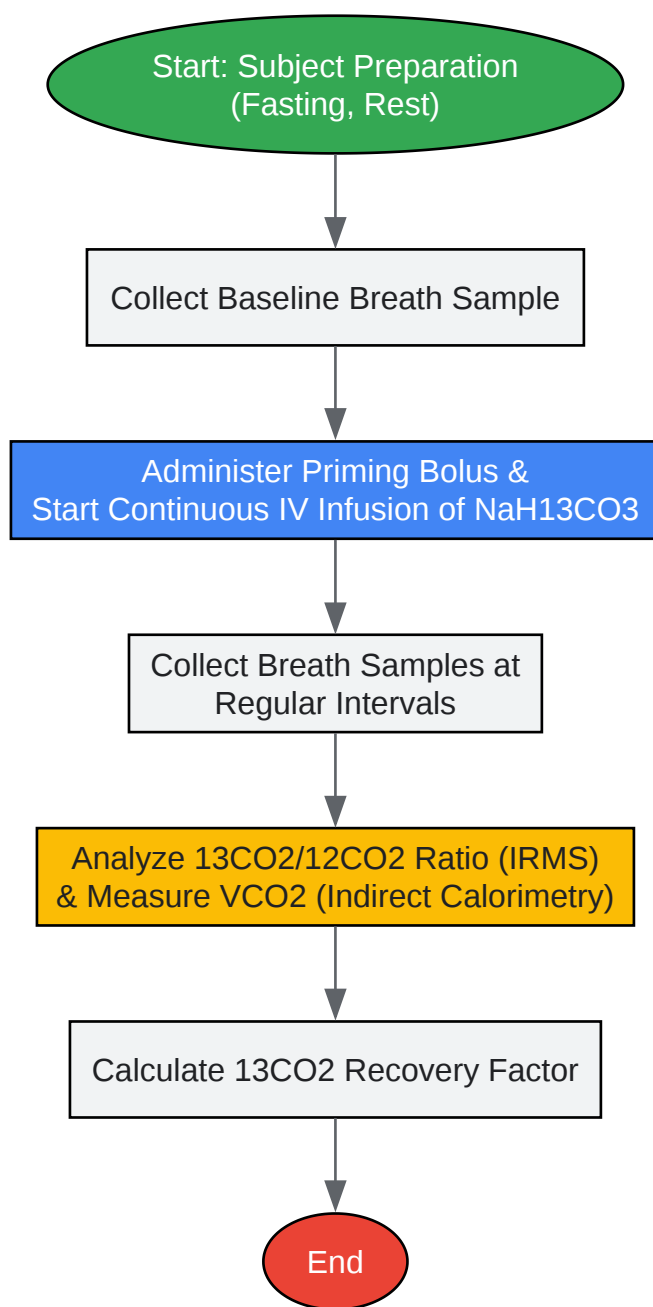 Start: Subject Preparation
(Fasting, Rest)
Collect Baseline Breath Sample
Administer Priming Bolus &
Start Continuous IV Infusion of NaH13CO3
Collect Breath Samples at
Regular Intervals
Analyze 13CO2/12CO2 Ratio (IRMS)
& Measure VCO2 (Indirect Calorimetry)
Calculate 13CO2 Recovery Factor
End